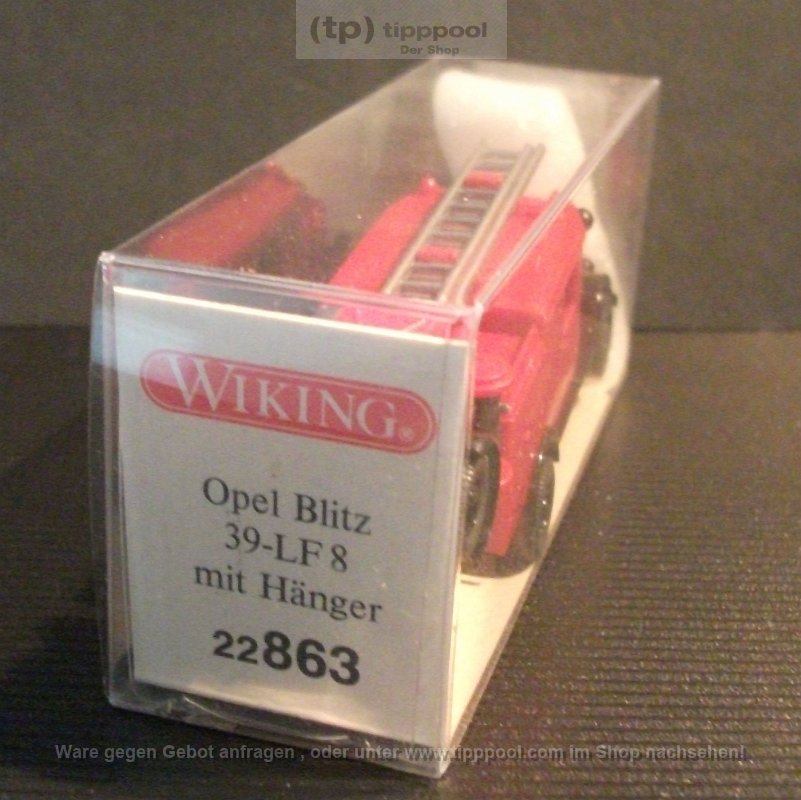 (tp) tipppool
Der Shop
WIKING®
Opel Blitz
39-LF 8
mit Hänger
22863
Ware gegen Gebot anfragen , oder unter www.tipppool.com im Shop nachsehen!